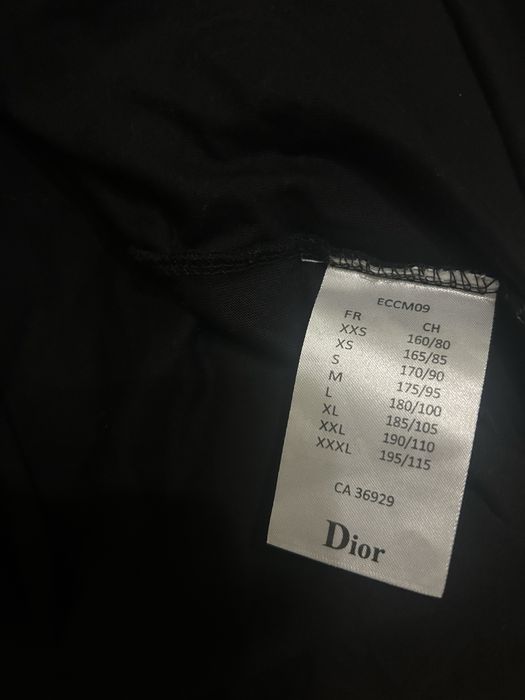 ECCM09
FR CH
XXS 160/80
XS 165/85
S 170/90
M 175/95
L 180/100
XL 185/105
XXL 190/110
XXXL 195/115
CA 36929
Dior